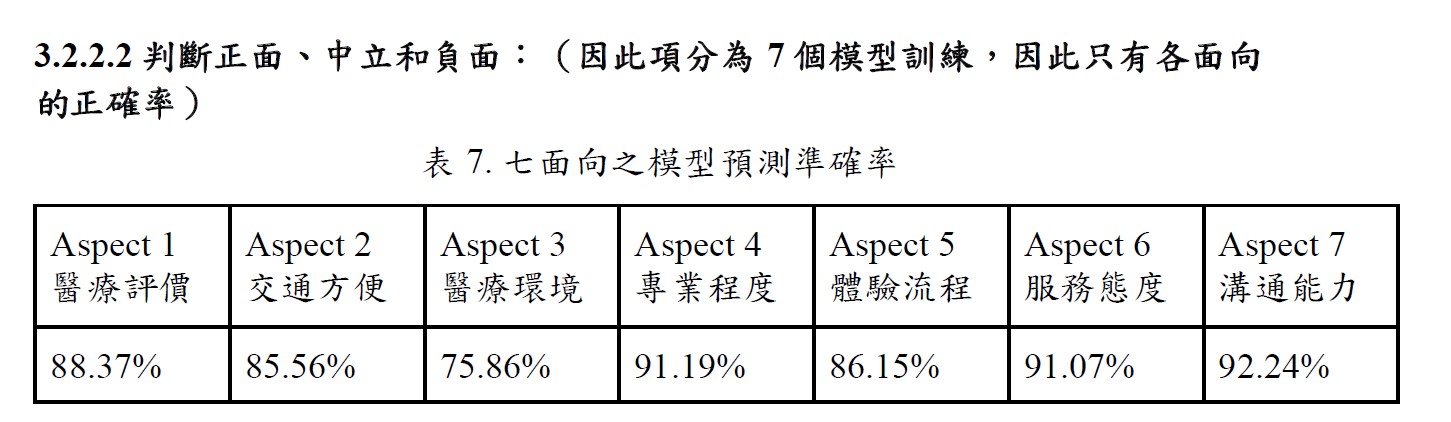 3.2.2.2 判斷正面、中立和負面：（因此項分為 7 個模型訓練，因此只有各面向
的正確率）
表 7. 七面向之模型預測準確率
Aspect 1 Aspect 2 Aspect 3 Aspect 4 Aspect 5 Aspect 6 Aspect 7
醫療評價 交通方便 醫療環境 專業程度 體驗流程 服務態度 溝通能力
88.37% 85.56% 75.86% 91.19% 86.15% 91.07% 92.24%